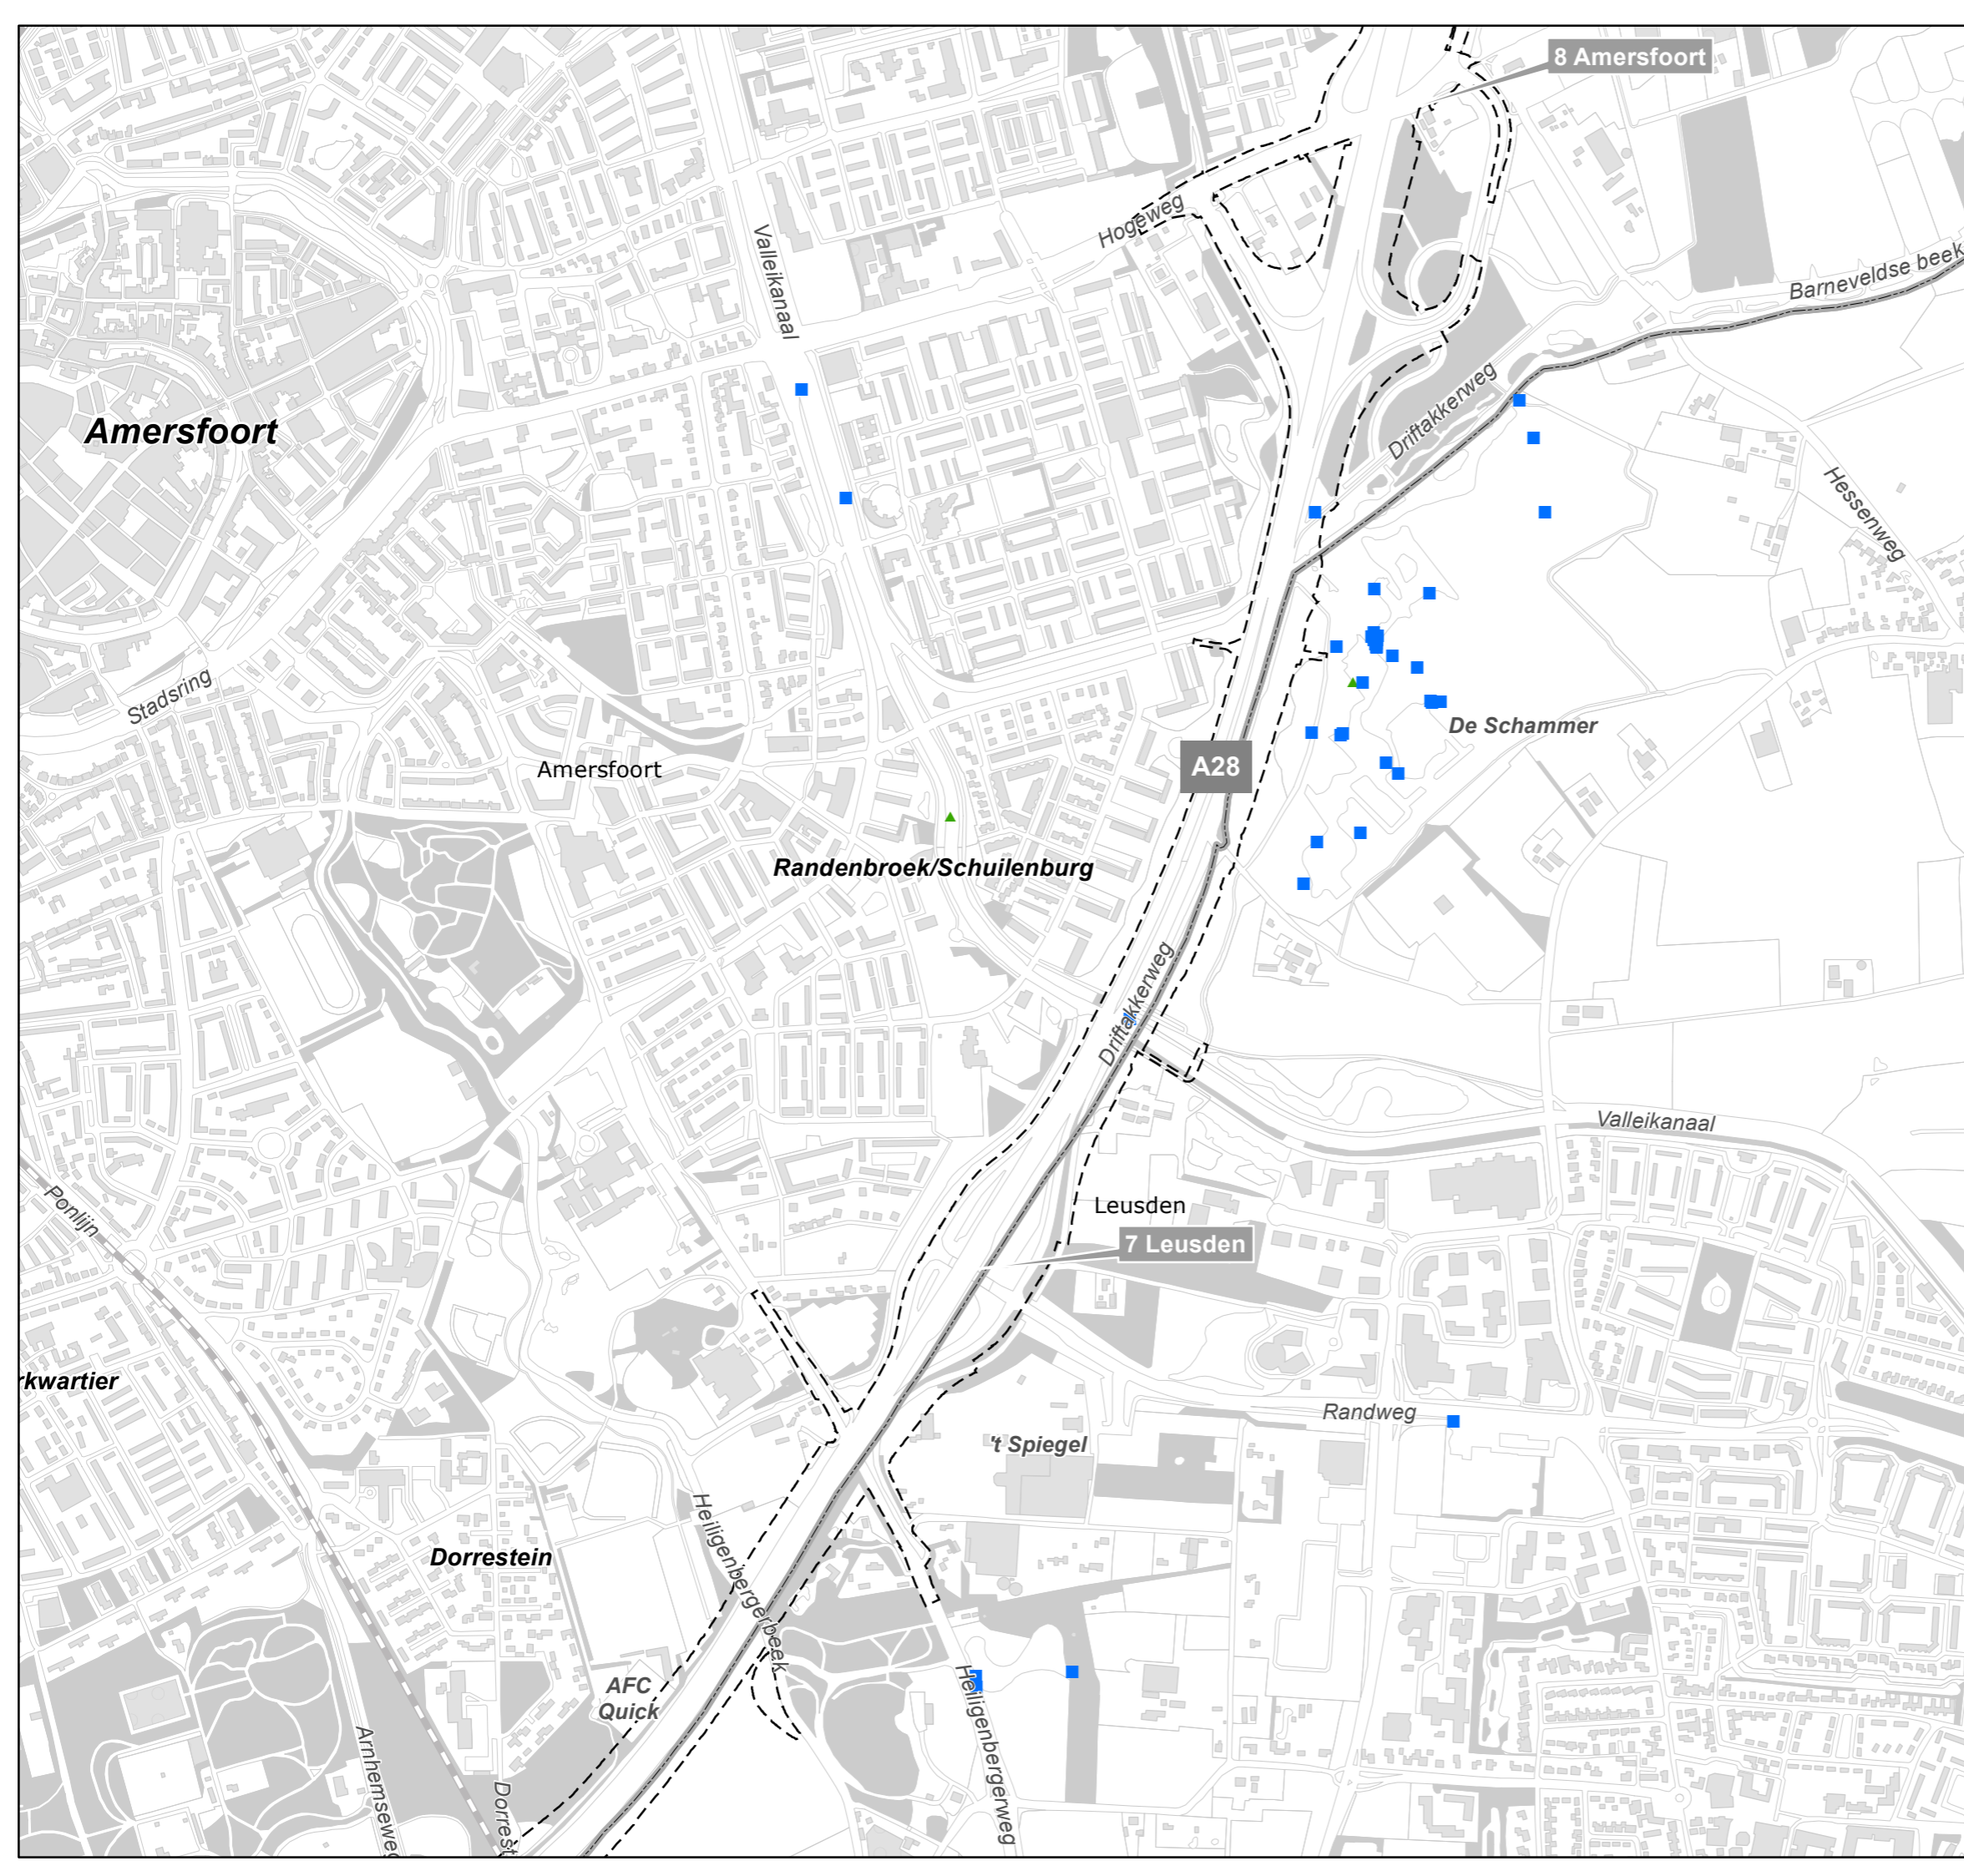 8 Amersfoort
Hogeweg
Valleikanaal
Barneveldse beek
Driftakkerweg
Amersfoort
Hessenweg
Stadsring
De Schammer
A28
Amersfoort
Randenbroek/Schuilenburg
Driftakkerweg
Valleikanaal
Ponlijn
Leusden
7 Leusden
rkwartier
Randweg
't Spiegel
Heiligenbergerbeek
Dorrestein
AFC
Quick
Heiligenbergerweg
Arnhemseweg
Dorrest